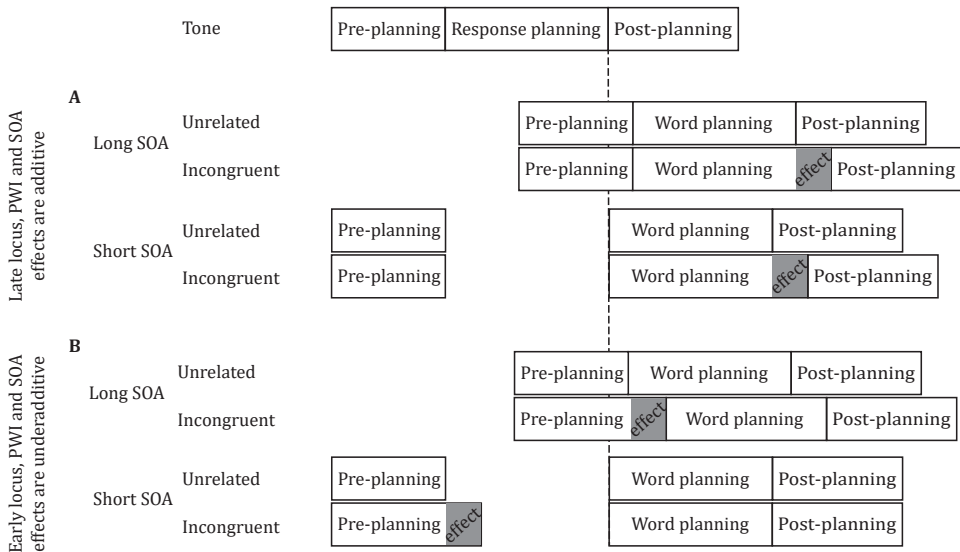 Tone
Pre-planning Response planning Post-planning
A
Late locus, PWI and SOA
effects are additive
Long SOA
Unrelated
Pre-planning Word planning Post-planning
Incongruent
Pre-planning Word planning effect Post-planning
Short SOA
Unrelated
Pre-planning Word planning Post-planning
Incongruent
Pre-planning Word planning effect Post-planning
B
Early locus, PWI and SOA
effects are underadditive
Long SOA
Unrelated
Pre-planning Word planning Post-planning
Incongruent
Pre-planning effect Word planning Post-planning
Short SOA
Unrelated
Pre-planning Word planning Post-planning
Incongruent
Pre-planning effect Word planning Post-planning